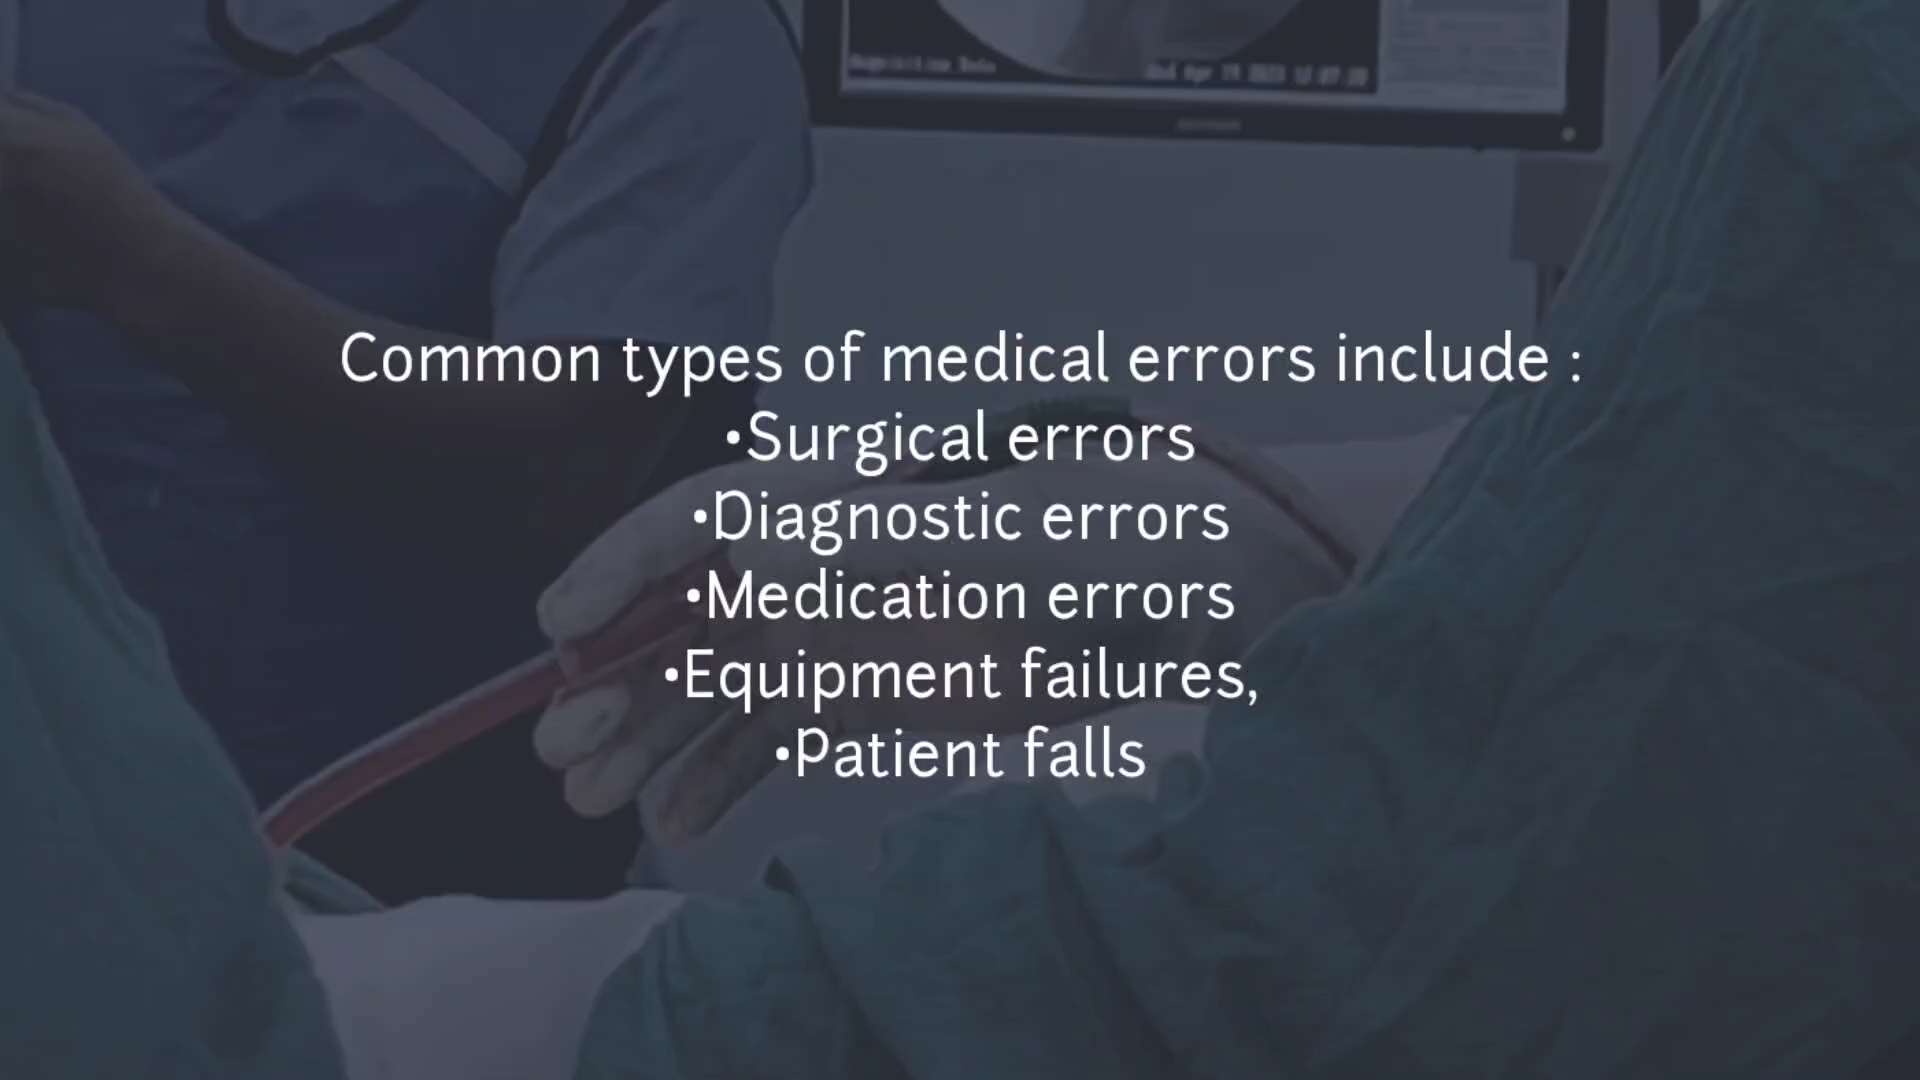 Common types of medical errors include :
•Surgical errors
•Diagnostic errors
•Medication errors
•Equipment failures,
•Patient falls